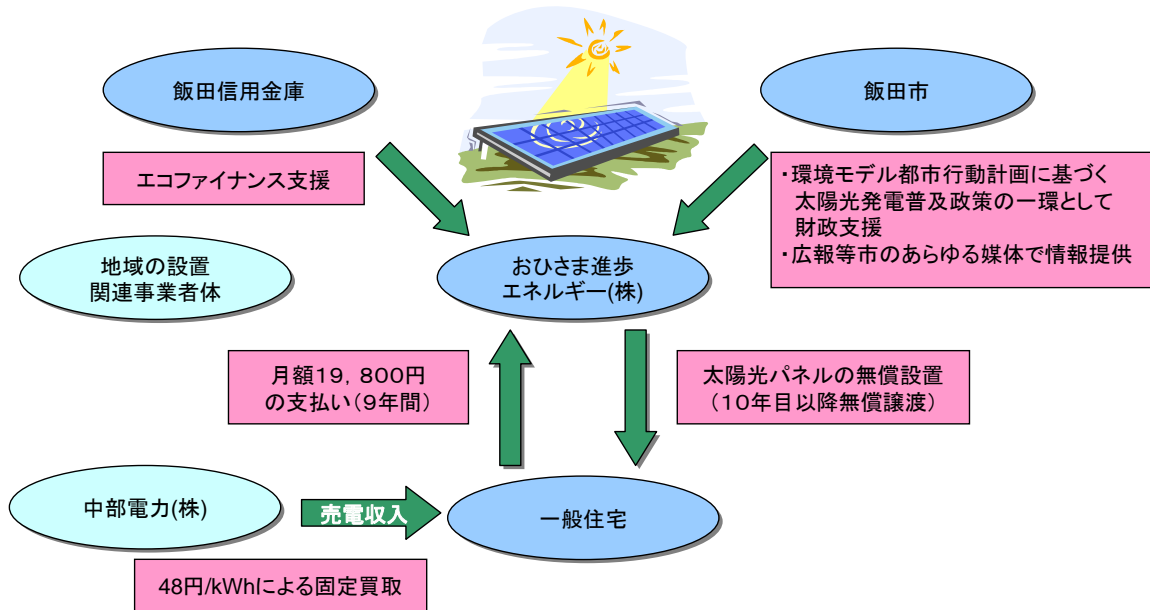 飯田信用金庫
飯田市
エコファイナンス支援
・環境モデル都市行動計画に基づく
太陽光発電普及政策の一環として
財政支援
・広報等市のあらゆる媒体で情報提供
地域の設置
関連事業者体
おひさま進歩
エネルギー(株)
月額19，800円
の支払い(9年間)
太陽光パネルの無償設置
(10年目以降無償譲渡)
中部電力(株)
売電収入
一般住宅
48円/kWhによる固定買取